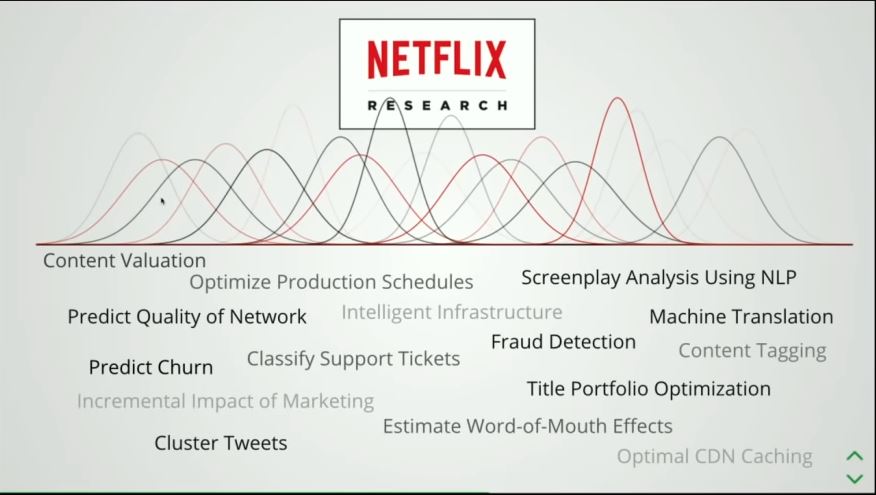 NETFLIX
RESEARCH
Content Valuation
Optimize Production Schedules
Screenplay Analysis Using NLP
Predict Quality of Network
Intelligent Infrastructure
Machine Translation
Fraud Detection
Content Tagging
Classify Support Tickets
Predict Churn
Title Portfolio Optimization
Incremental Impact of Marketing
Estimate Word-of-Mouth Effects
Cluster Tweets
Optimal CDN Caching